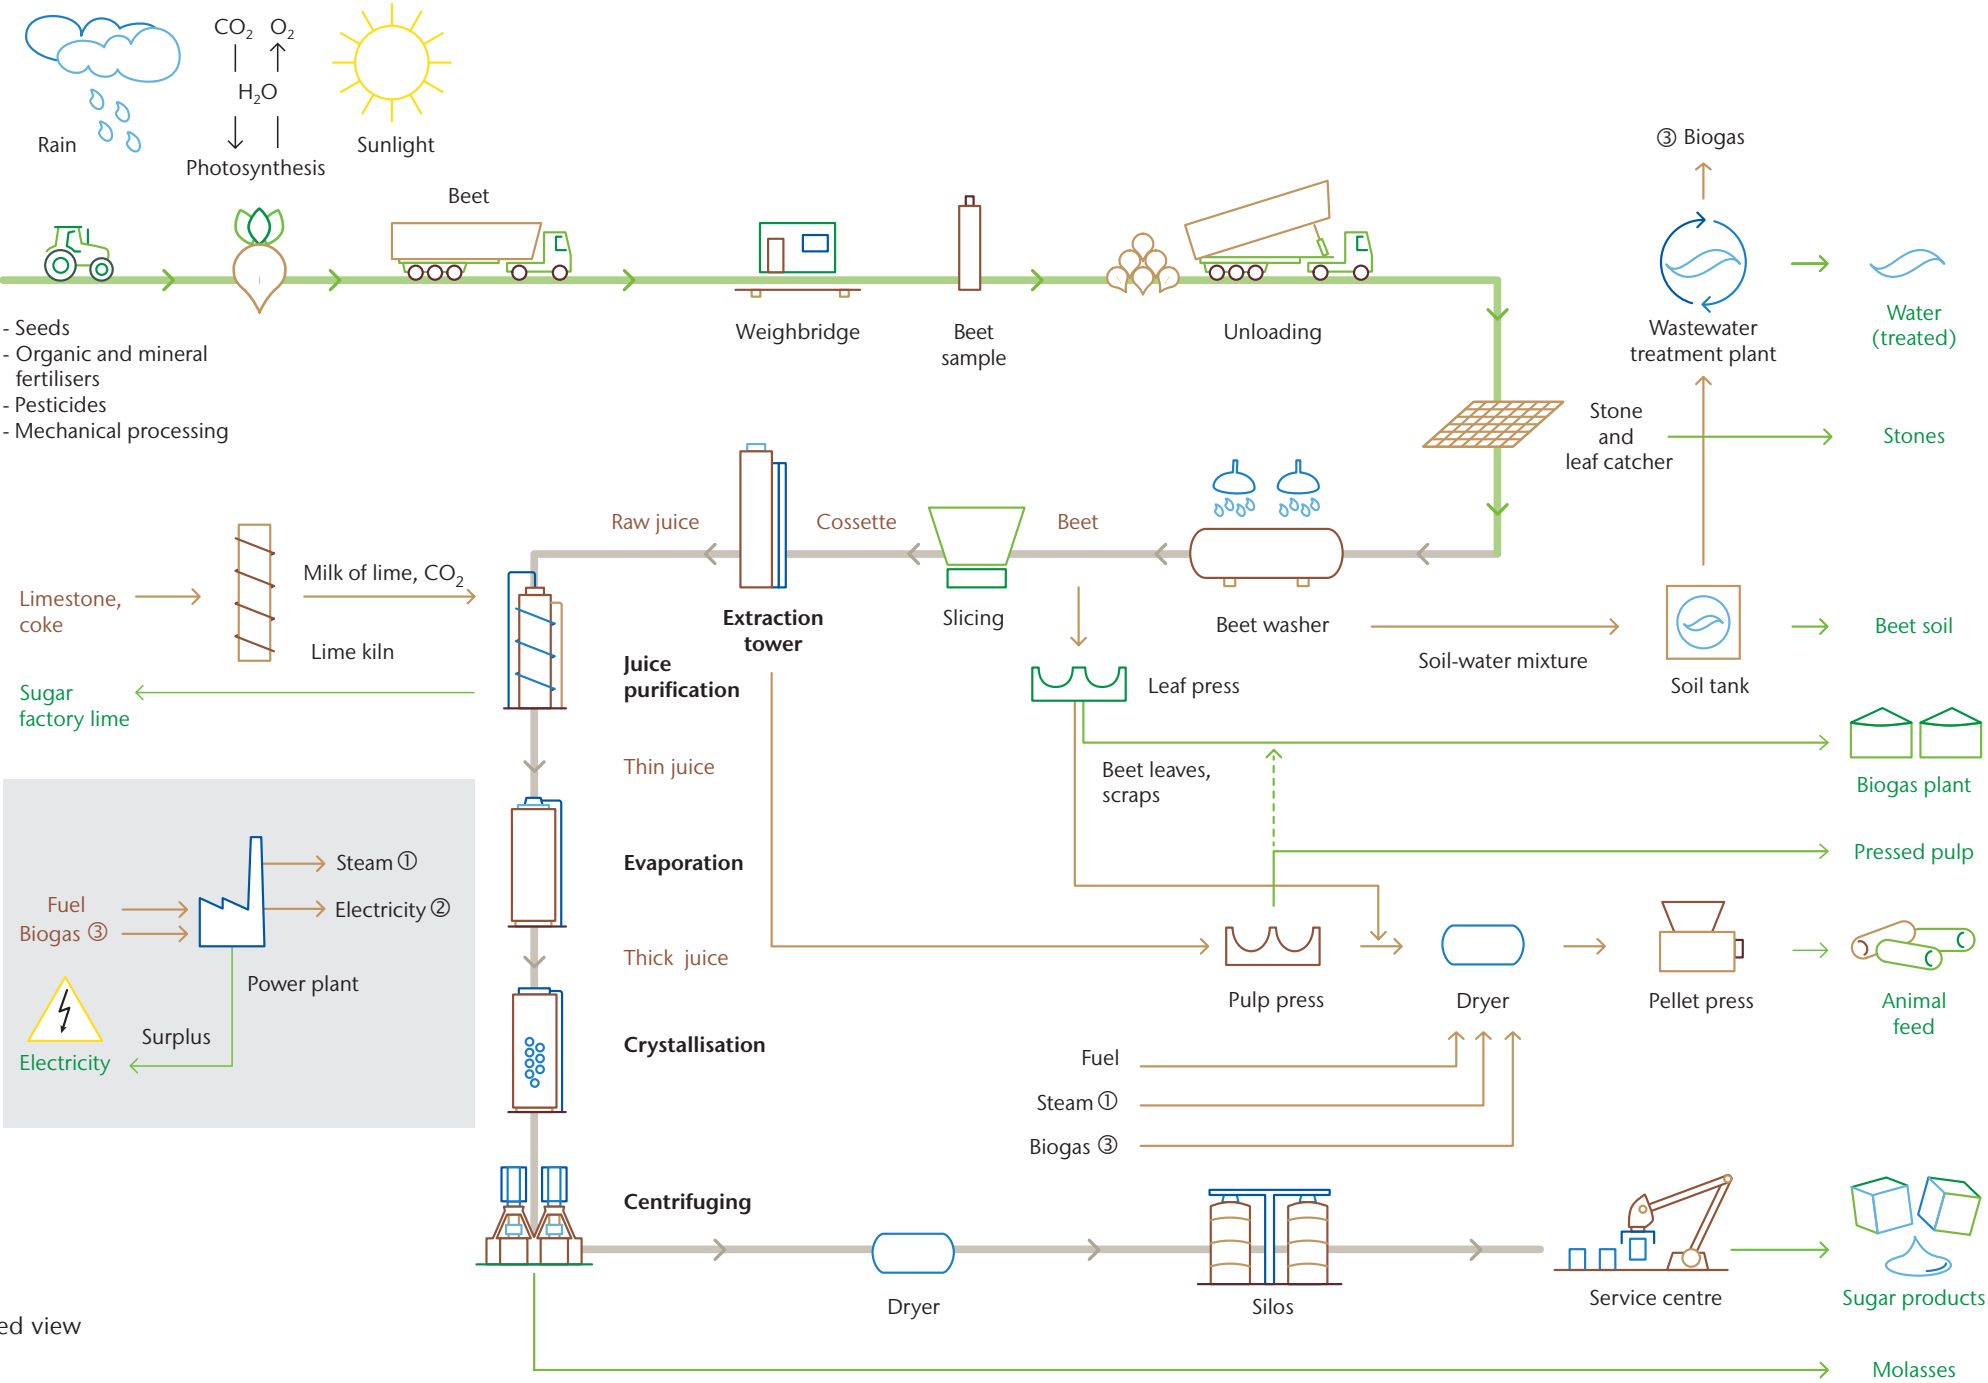 CO2 O2
H2O
Rain
Photosynthesis
Sunlight
Beet
③ Biogas
- Seeds
- Organic and mineral
fertilisers
- Pesticides
- Mechanical processing
Weighbridge
Beet
sample
Unloading
Wastewater
treatment plant
Water
(treated)
Stone
and
leaf catcher
Stones
Raw juice
Cossette
Beet
Limestone,
coke
Milk of lime, CO2
Lime kiln
Extraction
tower
Slicing
Beet washer
Soil-water mixture
Soil tank
Beet soil
Sugar
factory lime
Juice
purification
Leaf press
Thin juice
Beet leaves,
scraps
Biogas plant
Evaporation
Pressed pulp
Steam ①
Fuel
Biogas ③
Electricity ②
Power plant
Surplus
Electricity
Thick juice
Pulp press
Dryer
Pellet press
Animal
feed
Crystallisation
Fuel
Steam ①
Biogas ③
Centrifuging
Dryer
Silos
Service centre
Sugar products
ed view
Molasses